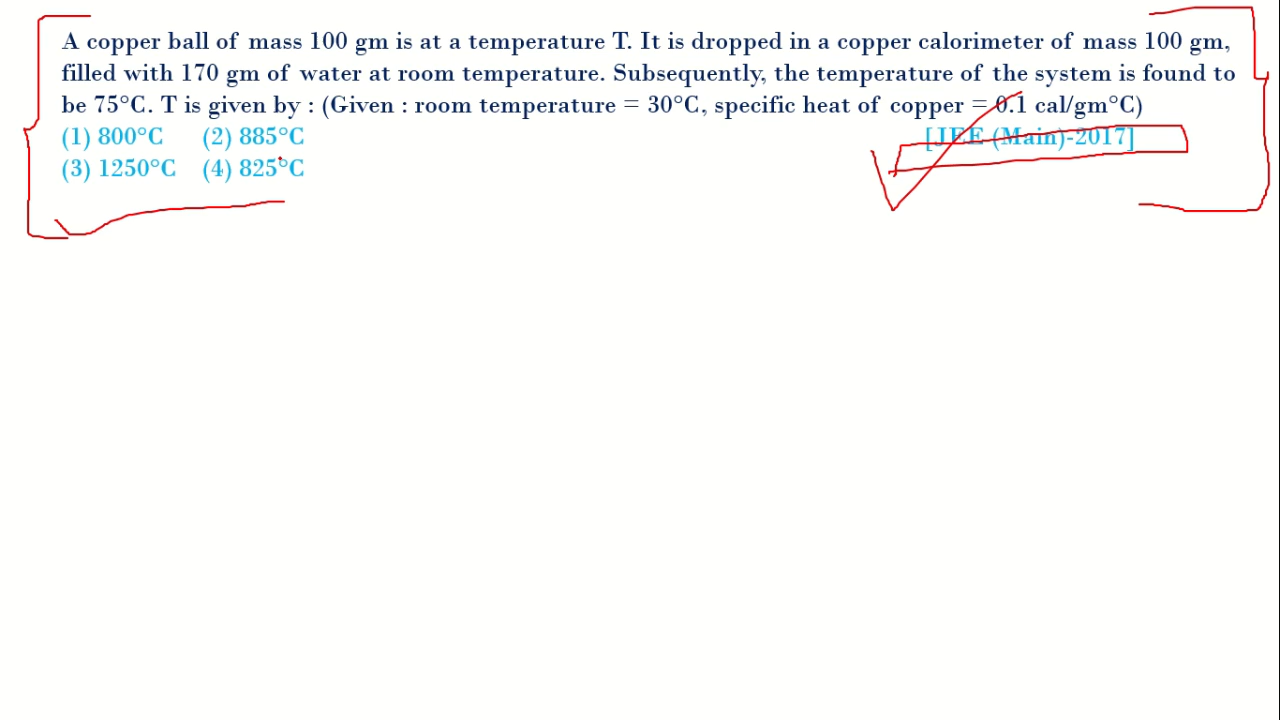 A copper ball of mass 100 gm is at a temperature T. It is dropped in a copper calorimeter of mass 100 gm,
filled with 170 gm of water at room temperature. Subsequently, the temperature of the system is found to
be 75°C. T is given by : (Given : room temperature = 30°C, specific heat of copper = 0.1 cal/gm°C)
(1) 800°C (2) 885°C [JEE (Main)-2017]
(3) 1250°C (4) 825°C